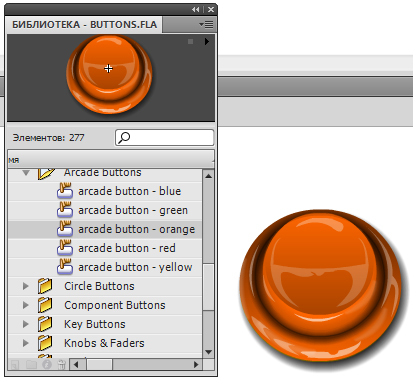 БИБЛИОТЕКА - BUTTONS.FLA
Элементов: 277
мя
Arcade buttons
arcade button - blue
arcade button - green
arcade button - orange
arcade button - red
arcade button - yellow
Circle Buttons
Component Buttons
Key Buttons
Knobs & Faders